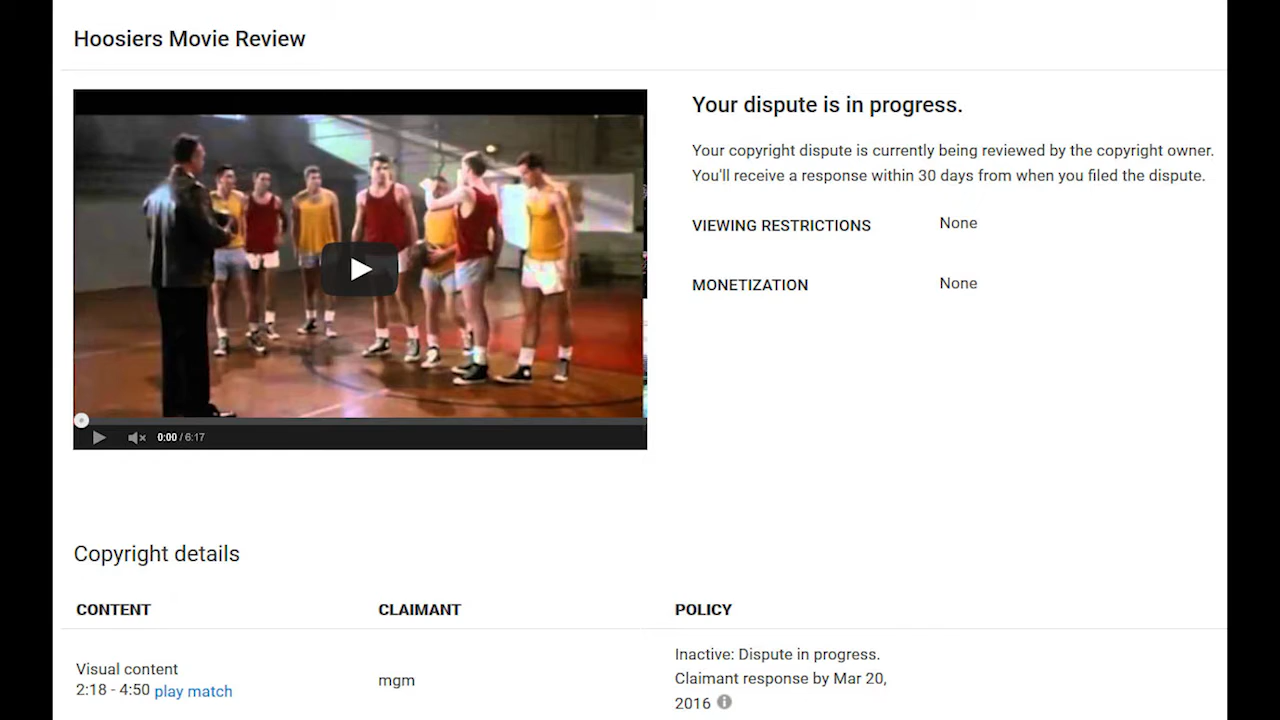 Hoosiers Movie Review
Your dispute is in progress.
Your copyright dispute is currently being reviewed by the copyright owner.
You'll receive a response within 30 days from when you filed the dispute.
VIEWING RESTRICTIONS None
MONETIZATION None
0:00 / 6:17
Copyright details
CONTENT CLAIMANT POLICY
Visual content
2:18 - 4:50 play match
mgm
Inactive: Dispute in progress.
Claimant response by Mar 20,
2016